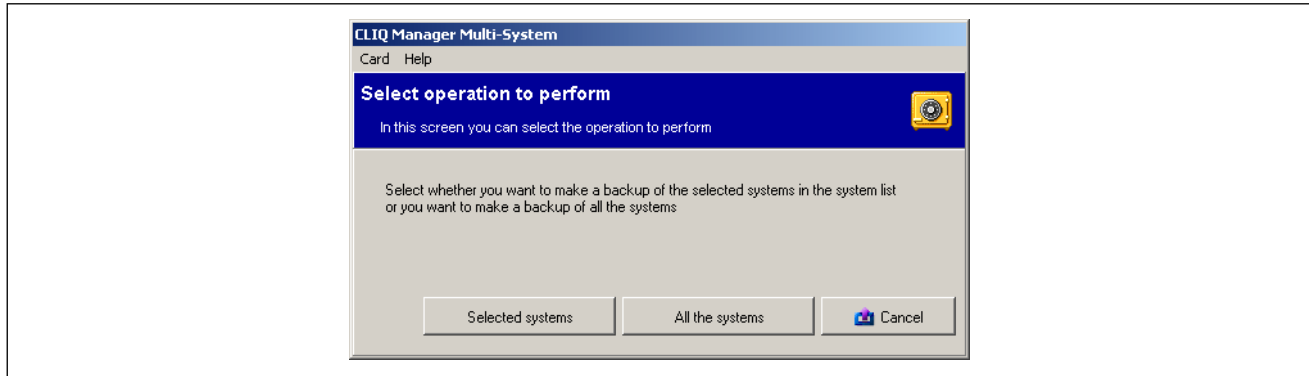 CLIQ Manager Multi-System
Card Help
Select operation to perform
In this screen you can select the operation to perform
Select whether you want to make a backup of the selected systems in the system list
or you want to make a backup of all the systems
Selected systems All the systems Cancel